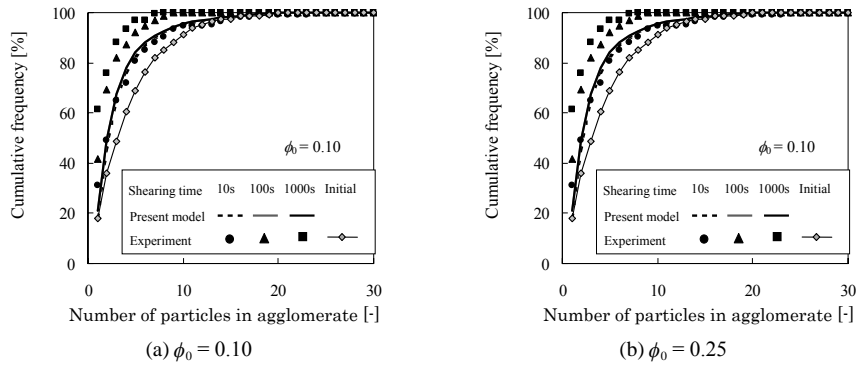 100
80
60
40
20
0
Cumulative frequency [%]
ϕ₀ = 0.10
Shearing time 10s 100s 1000s Initial
Present model
Experiment
0 10 20 30
Number of particles in agglomerate [-]
(a) ϕ₀ = 0.10
100
80
60
40
20
0
Cumulative frequency [%]
ϕ₀ = 0.10
Shearing time 10s 100s 1000s Initial
Present model
Experiment
0 10 20 30
Number of particles in agglomerate [-]
(b) ϕ₀ = 0.25